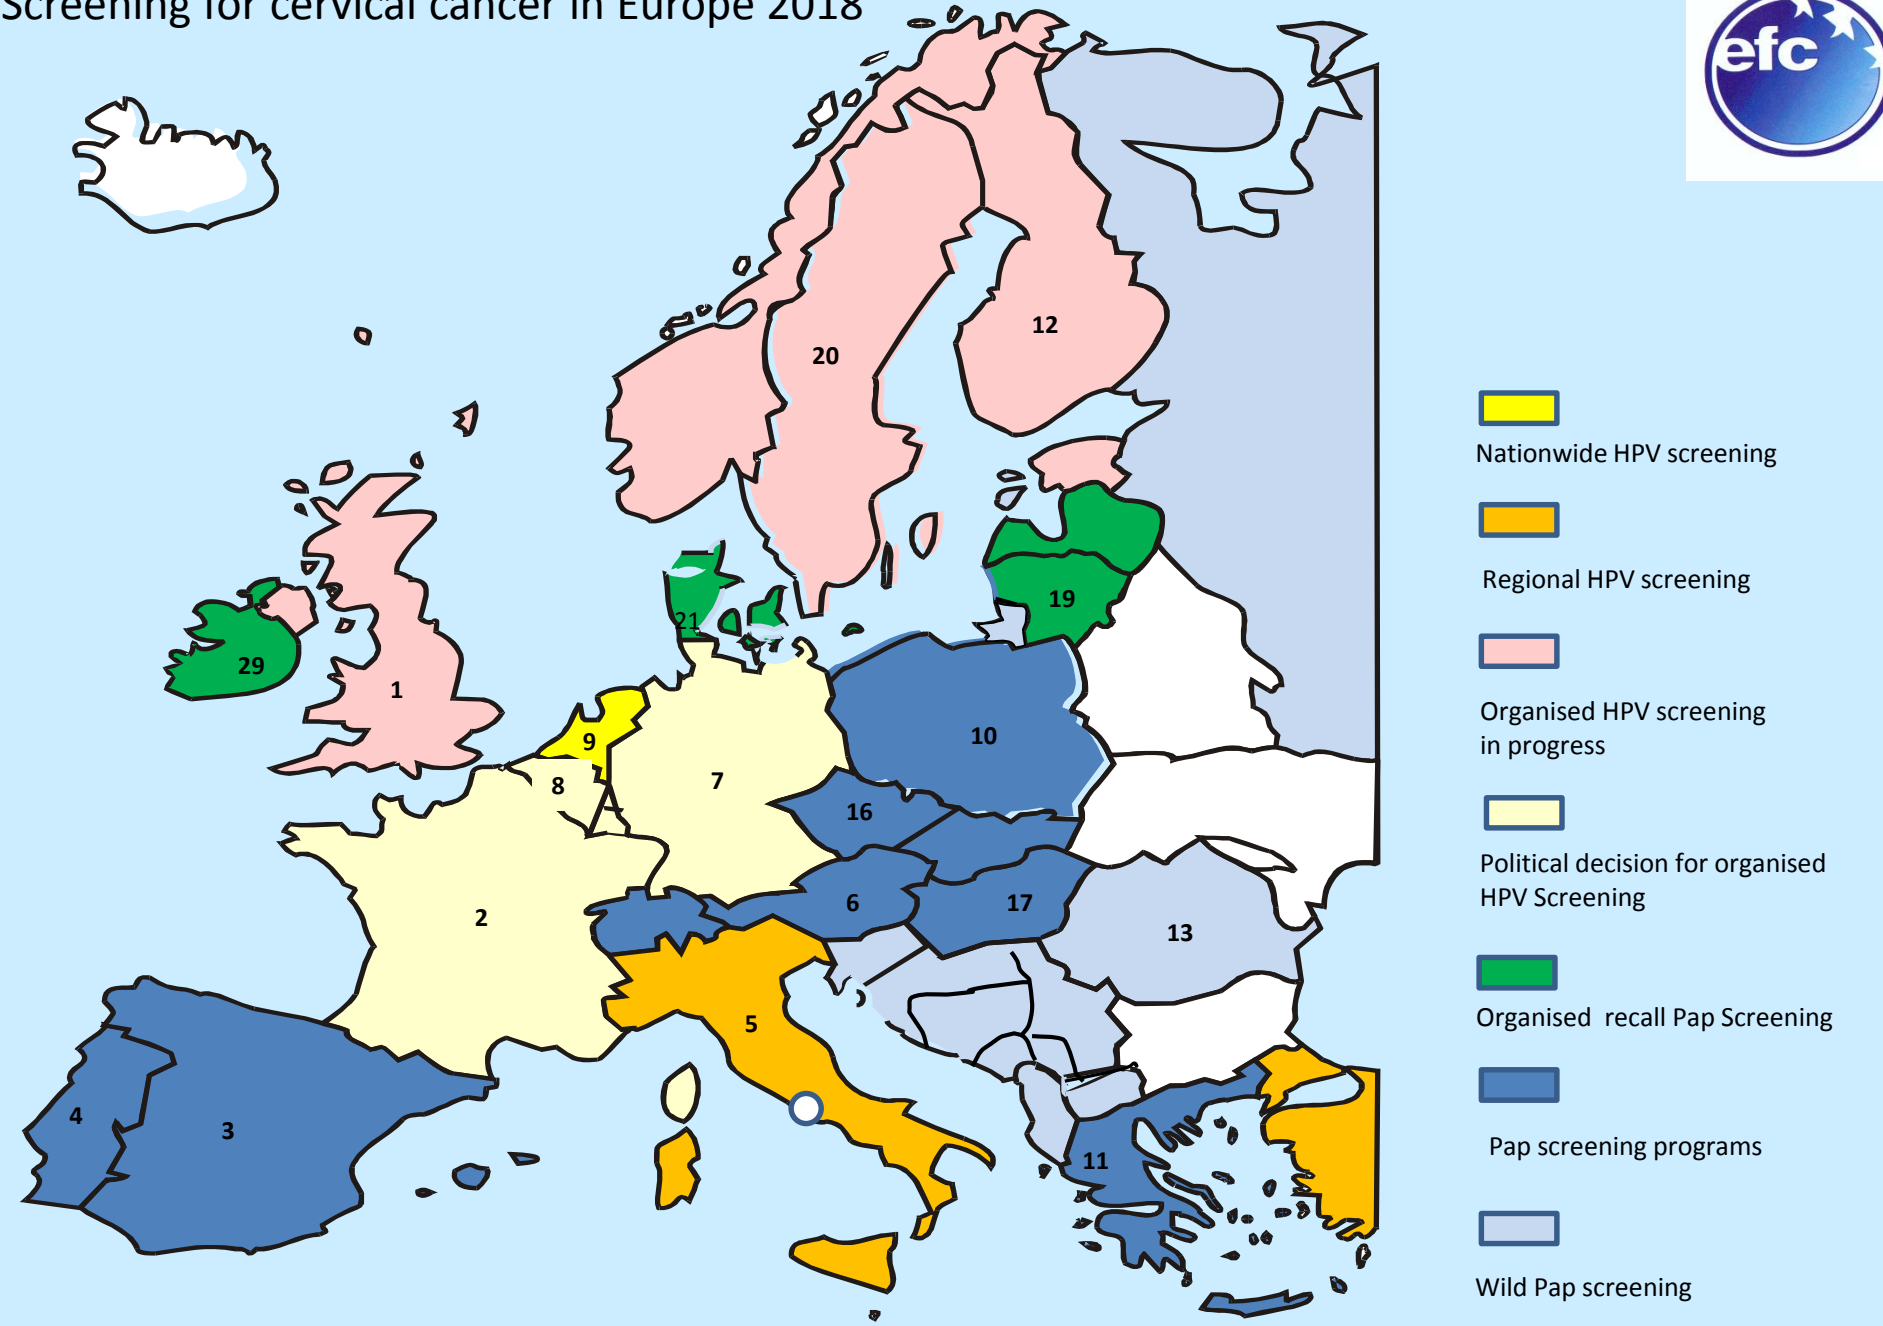 Screening for cervical cancer in Europe 2018
efc
12
20
Nationwide HPV screening
Regional HPV screening
19
21
29
1
Organised HPV screening
in progress
9
10
8
7
16
Political decision for organised
HPV Screening
6
17
2
13
5
Organised recall Pap Screening
4
3
11
Pap screening programs
Wild Pap screening